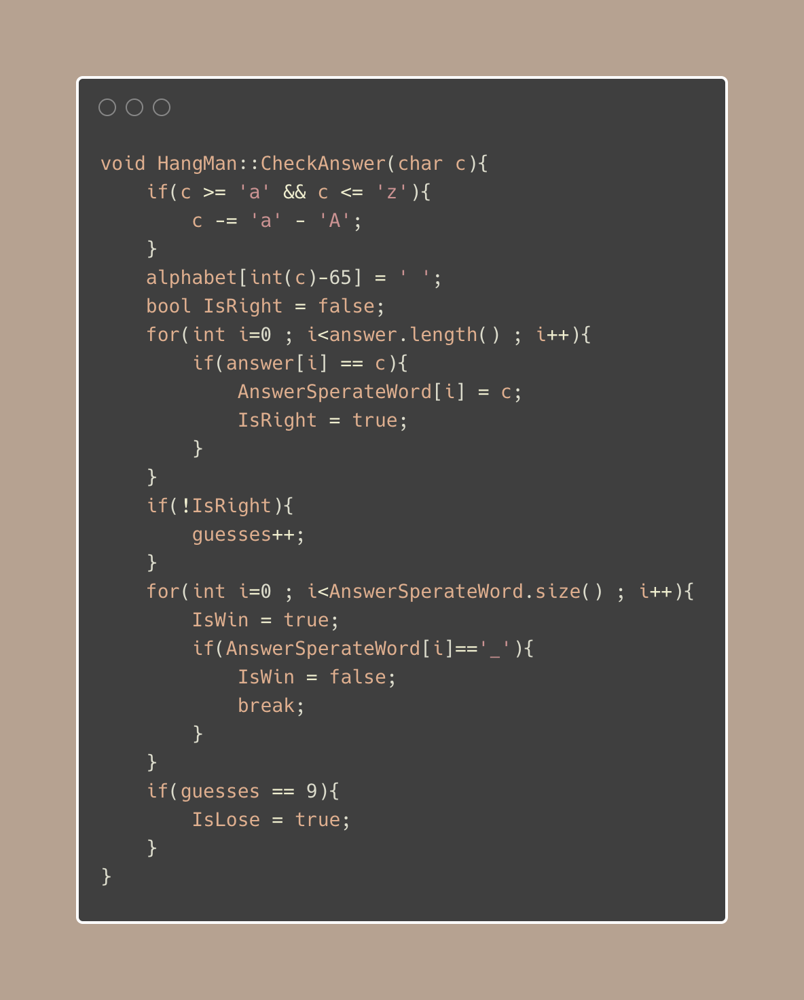 void HangMan::CheckAnswer(char c){
    if(c >= 'a' && c <= 'z'){
        c -= 'a' - 'A';
    }
    alphabet[int(c)-65] = ' ';
    bool IsRight = false;
    for(int i=0 ; i<answer.length() ; i++){
        if(answer[i] == c){
            AnswerSperateWord[i] = c;
            IsRight = true;
        }
    }
    if(!IsRight){
        guesses++;
    }
    for(int i=0 ; i<AnswerSperateWord.size() ; i++){
        IsWin = true;
        if(AnswerSperateWord[i]=='_'){
            IsWin = false;
            break;
        }
    }
    if(guesses == 9){
        IsLose = true;
    }
}